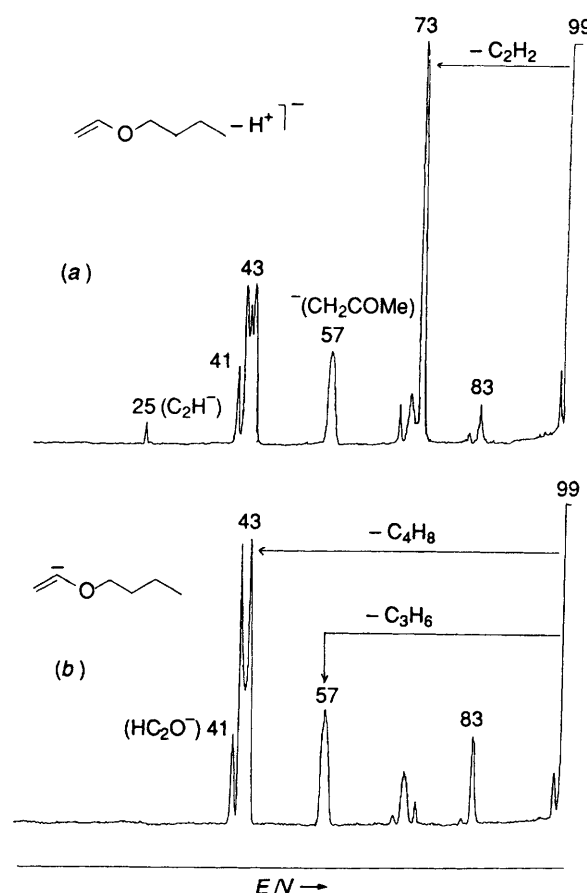 73
99
– C2H2
O
– H+ ⌉–
(a)
43
–(CH2COMe)
57
41
25 (C2H–)
83
99
43
– C4H8
– C3H6
–
O
(b)
57
83
(HC2O–) 41
E/V →